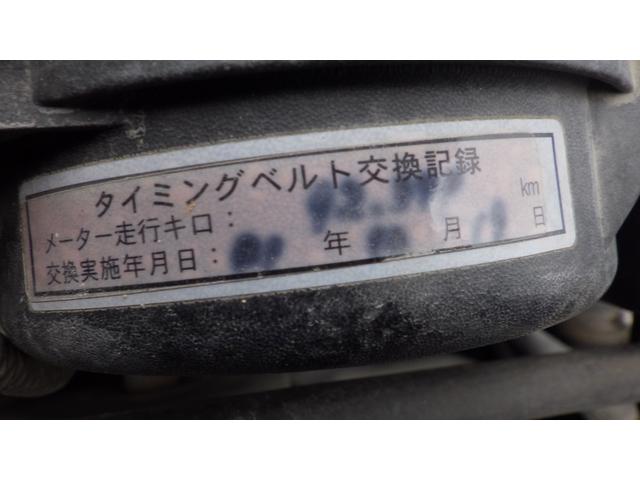 タイミングベルト交換記録
メーター走行キロ： km
交換実施年月日： 年 月 日